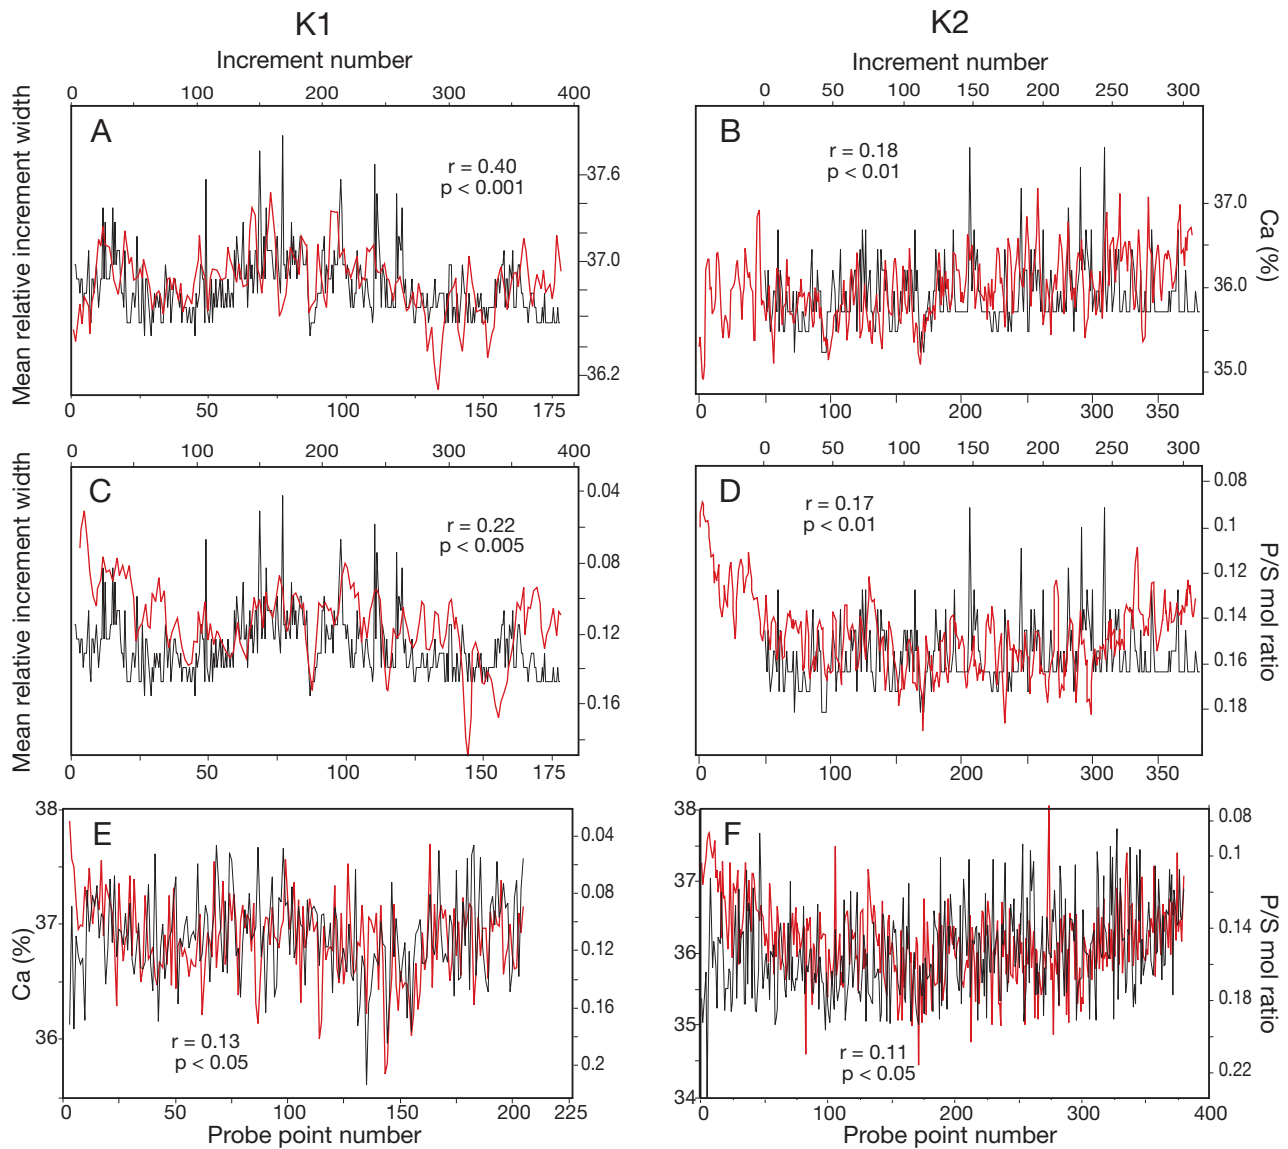 K1
K2
Increment number
Increment number
0 100 200 300 400
0 50 100 150 200 250 300
Mean relative increment width
A
r = 0.40
p < 0.001
37.6
37.0
36.2
B
r = 0.18
p < 0.01
37.0
36.0
35.0
Ca (%)
0 50 100 150 175
0 100 200 300 350
0 100 200 300 400
0 50 100 150 200 250 300
Mean relative increment width
C
r = 0.22
p < 0.005
0.04
0.08
0.12
0.16
D
r = 0.17
p < 0.01
0.08
0.1
0.12
0.14
0.16
0.18
P/S mol ratio
0 50 100 150 175
0 100 200 300 350
Ca (%)
38
37
36
E
r = 0.13
p < 0.05
0.04
0.08
0.12
0.16
0.2
38
37
36
35
34
F
r = 0.11
p < 0.05
0.08
0.1
0.14
0.18
0.22
P/S mol ratio
0 50 100 150 200 225
0 100 200 300 400
Probe point number
Probe point number